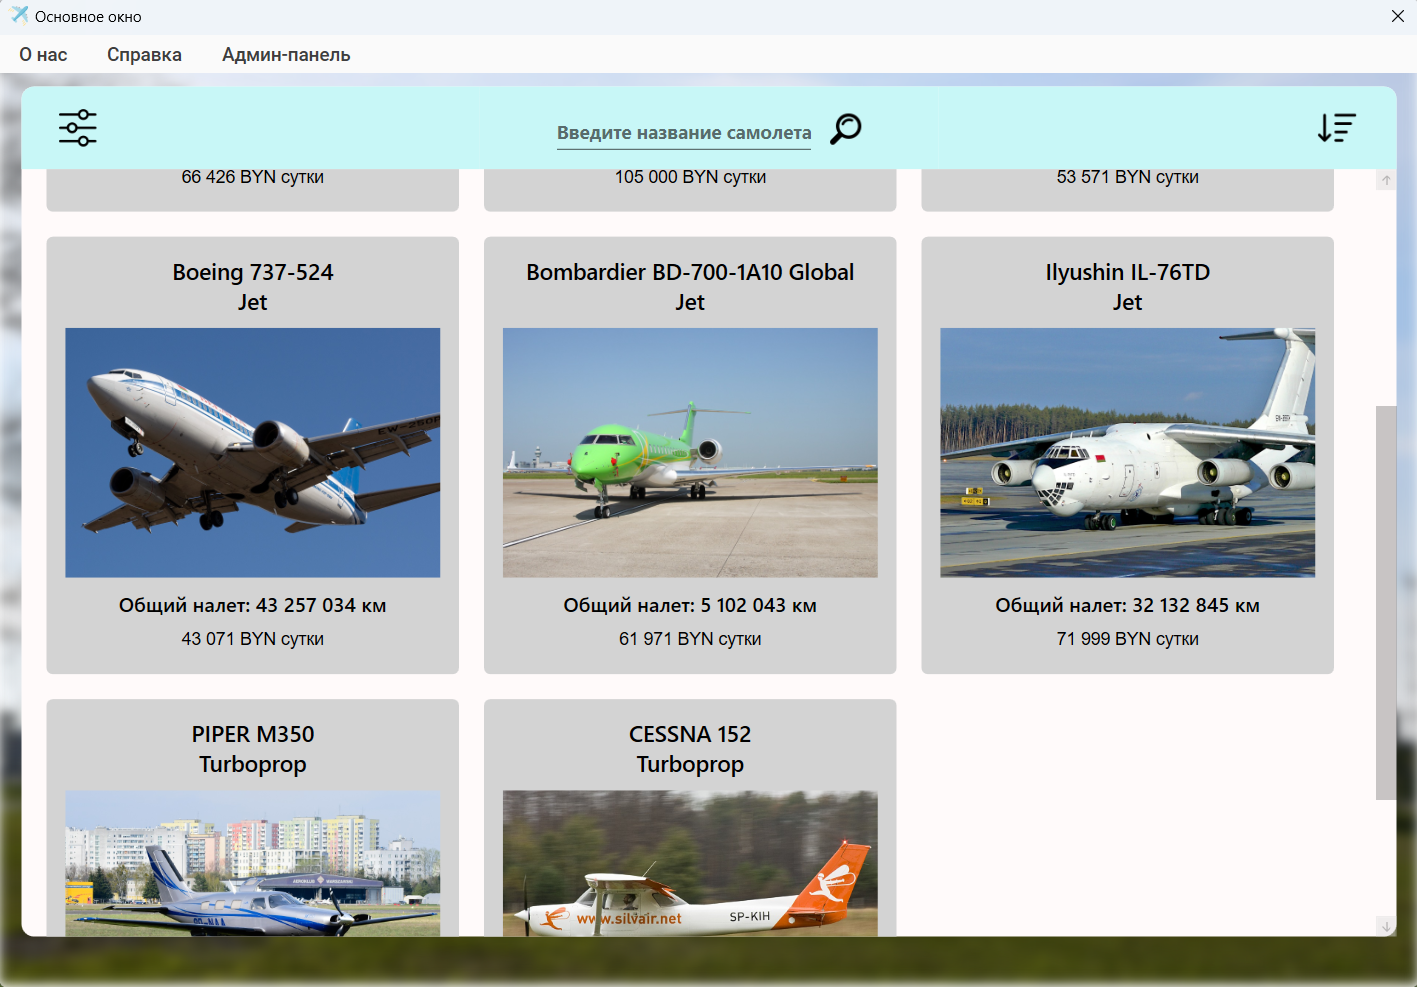 Основное окно
О нас
Справка
Админ-панель
Введите название самолета
66 426 BYN сутки
105 000 BYN сутки
53 571 BYN сутки
Boeing 737-524
Jet
EW-250P
Общий налет: 43 257 034 км
43 071 BYN сутки
Bombardier BD-700-1A10 Global
Jet
Общий налет: 5 102 043 км
61 971 BYN сутки
Ilyushin IL-76TD
Jet
Общий налет: 32 132 845 км
71 999 BYN сутки
PIPER M350
Turboprop
CESSNA 152
Turboprop
www.silvair.net
SP-KIH